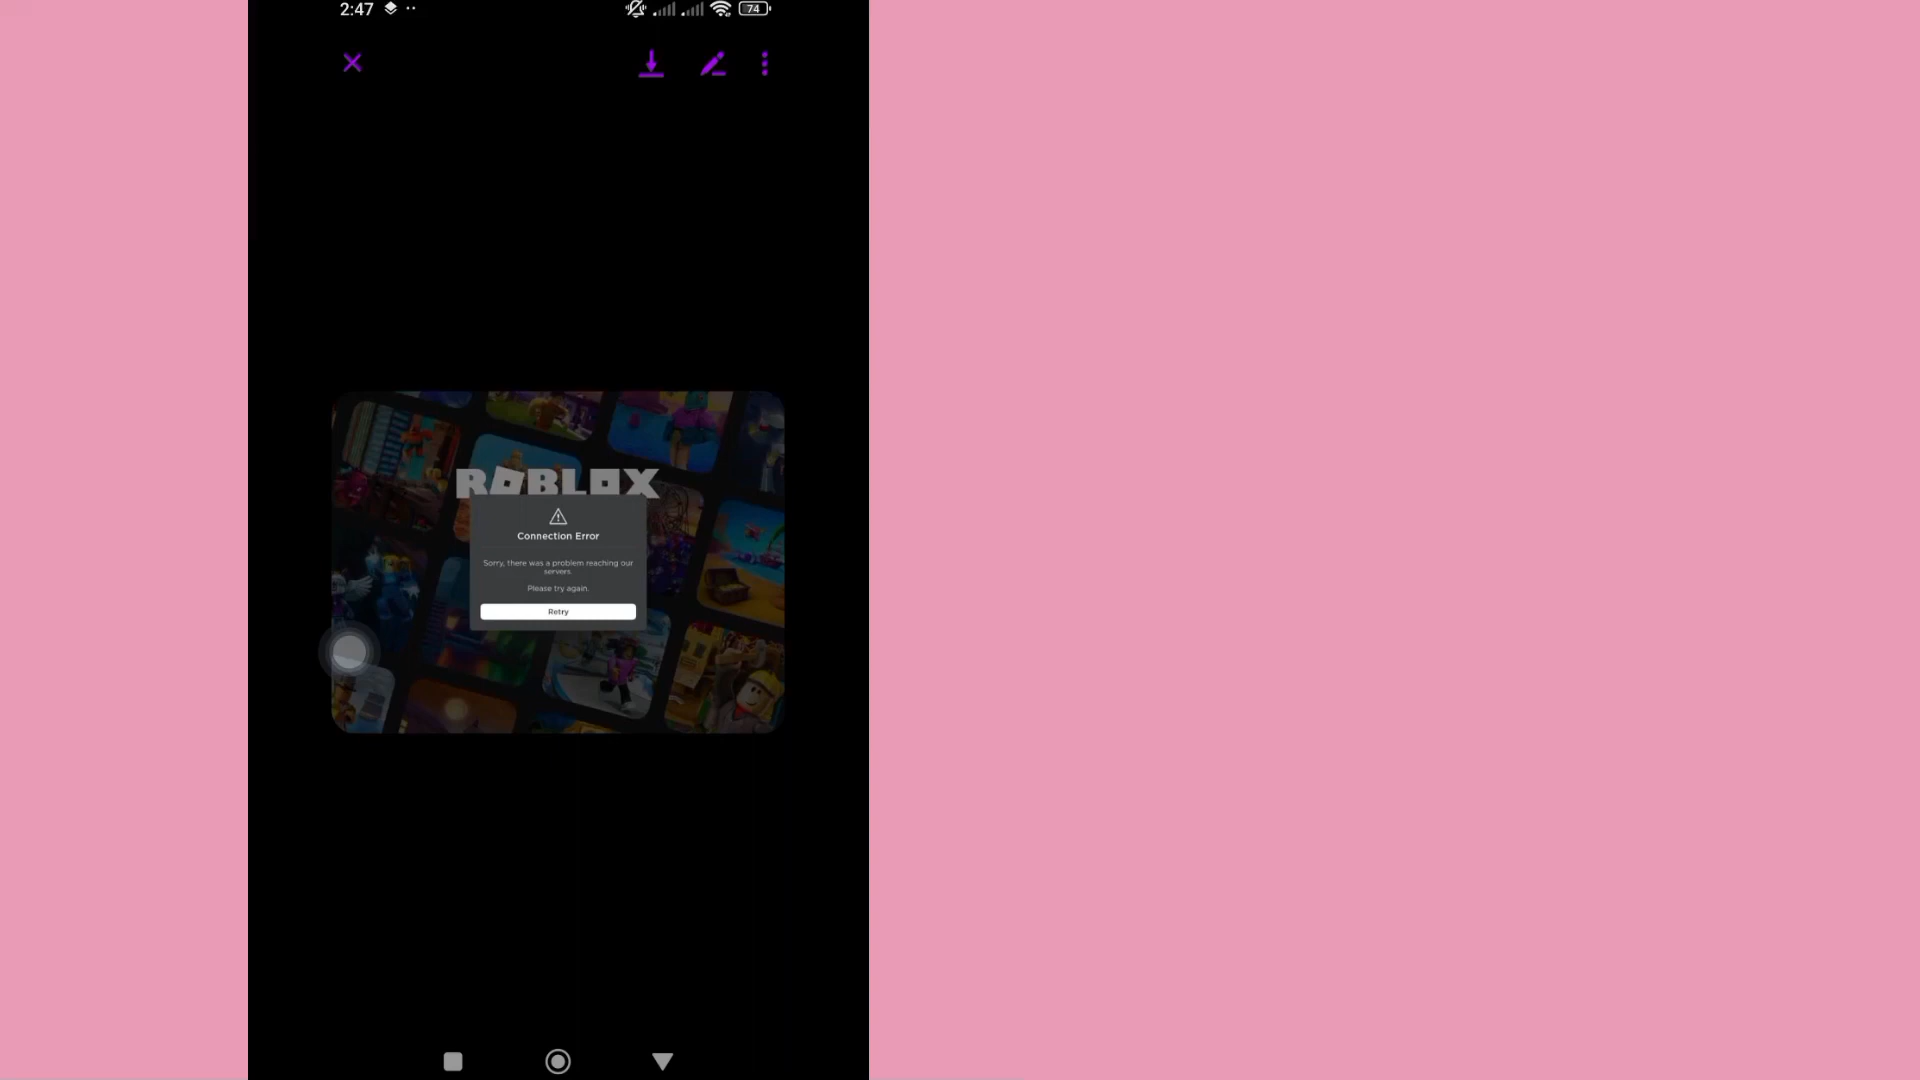 2:47
74
ROBLOX
Connection Error
Sorry, there was a problem reaching our
servers.
Please try again.
Retry